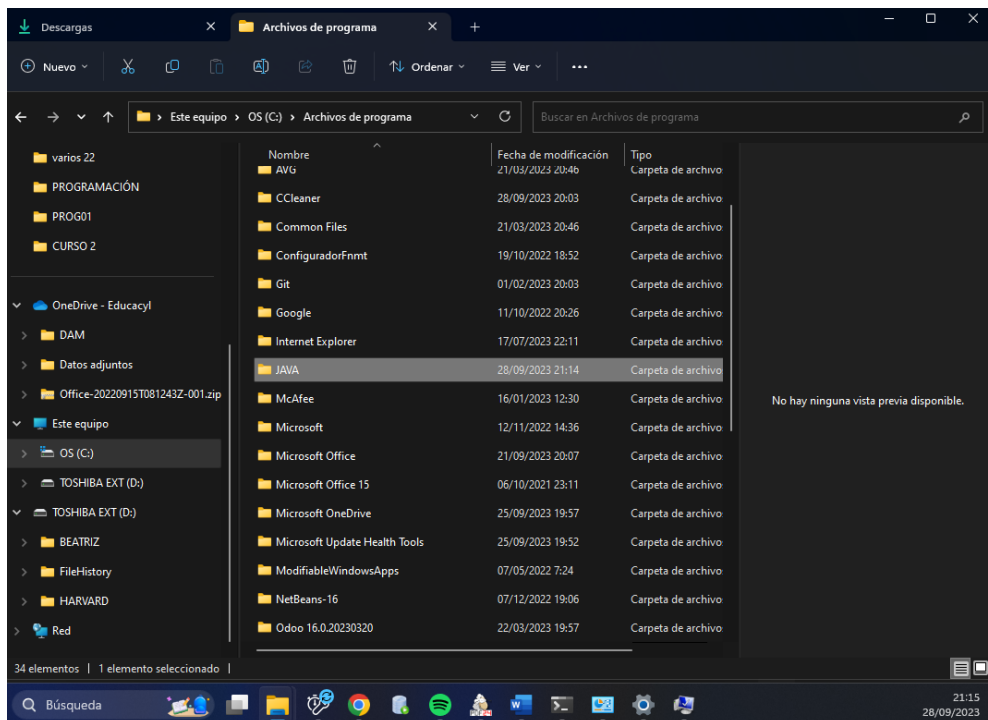 Descargas
Archivos de programa
Nuevo
Ordenar
Ver
Este equipo > OS (C:) > Archivos de programa
Buscar en Archivos de programa
varios 22
PROGRAMACIÓN
PROG01
CURSO 2
OneDrive - Educacyl
DAM
Datos adjuntos
Office-20220915T081243Z-001.zip
Este equipo
OS (C:)
TOSHIBA EXT (D:)
TOSHIBA EXT (D:)
BEATRIZ
FileHistory
HARVARD
Red
Nombre Fecha de modificación Tipo
AVG 21/03/2023 20:46 Carpeta de archivo
CCleaner 28/09/2023 20:03 Carpeta de archivo
Common Files 21/03/2023 20:46 Carpeta de archivo
ConfiguradorFnmt 19/10/2022 18:52 Carpeta de archivo
Git 01/02/2023 20:03 Carpeta de archivo
Google 11/10/2022 20:26 Carpeta de archivo
Internet Explorer 17/07/2023 22:11 Carpeta de archivo
JAVA 28/09/2023 21:14 Carpeta de archivo
McAfee 16/01/2023 12:30 Carpeta de archivo
Microsoft 12/11/2022 14:36 Carpeta de archivo
Microsoft Office 21/09/2023 20:07 Carpeta de archivo
Microsoft Office 15 06/10/2021 23:11 Carpeta de archivo
Microsoft OneDrive 25/09/2023 19:57 Carpeta de archivo
Microsoft Update Health Tools 25/09/2023 19:52 Carpeta de archivo
ModifiableWindowsApps 07/05/2022 7:24 Carpeta de archivo
NetBeans-16 07/12/2022 19:06 Carpeta de archivo
Odoo 16.0.20230320 22/03/2023 19:57 Carpeta de archivo
No hay ninguna vista previa disponible.
34 elementos | 1 elemento seleccionado |
Búsqueda
21:15
28/09/2023